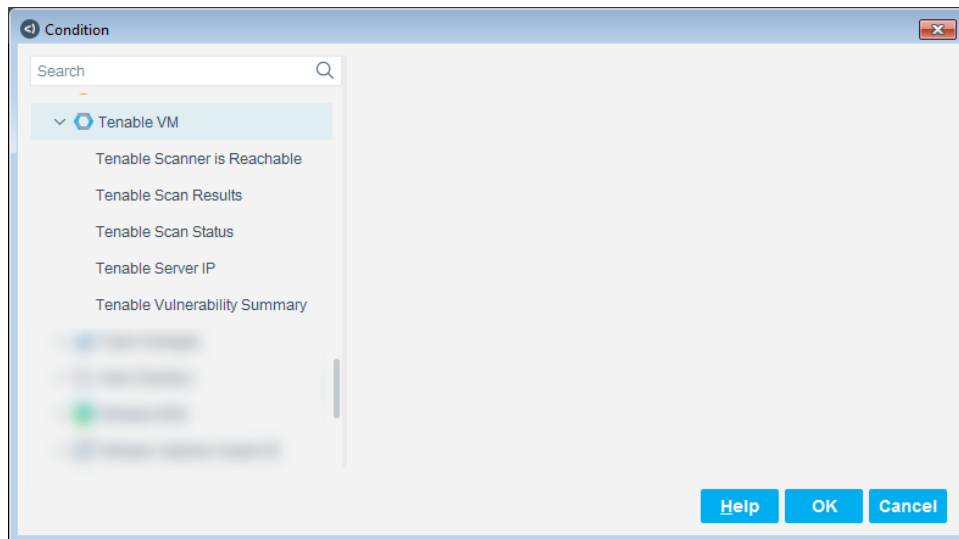 Condition
Search
Tenable VM
Tenable Scanner is Reachable
Tenable Scan Results
Tenable Scan Status
Tenable Server IP
Tenable Vulnerability Summary
Help OK Cancel